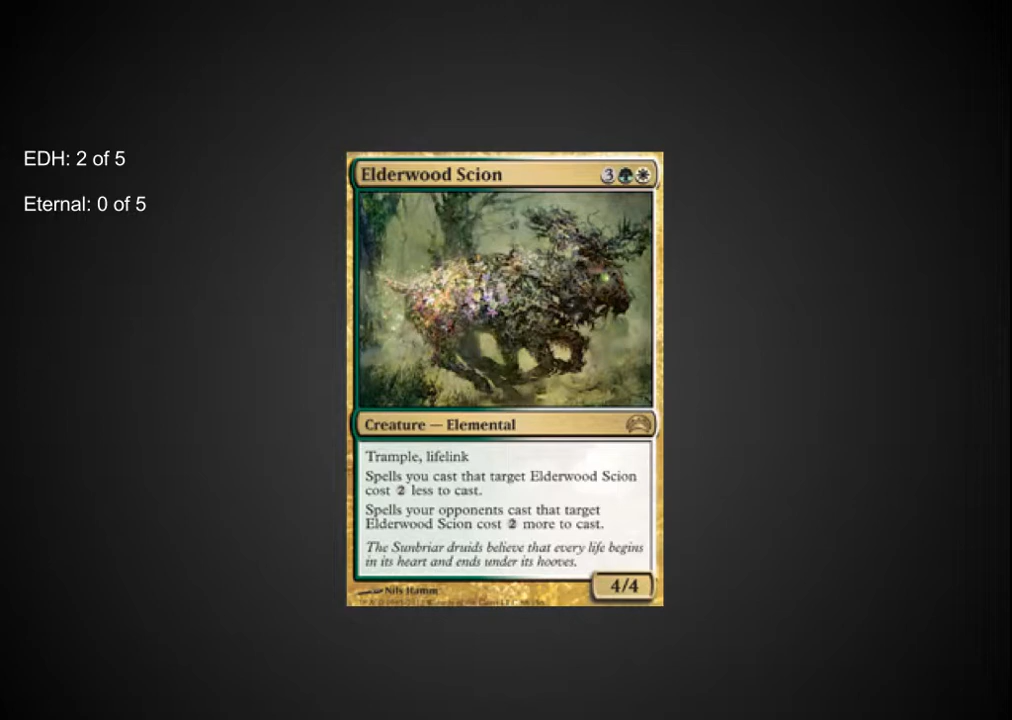 EDH: 2 of 5
Eternal: 0 of 5
Elderwood Scion
3
Creature — Elemental
Trample, lifelink
Spells you cast that target Elderwood Scion
cost 2 less to cast.
Spells your opponents cast that target
Elderwood Scion cost 2 more to cast.
The Sunbriar druids believe that every life begins
in its heart and ends under its hooves.
4/4
Nils Hamm